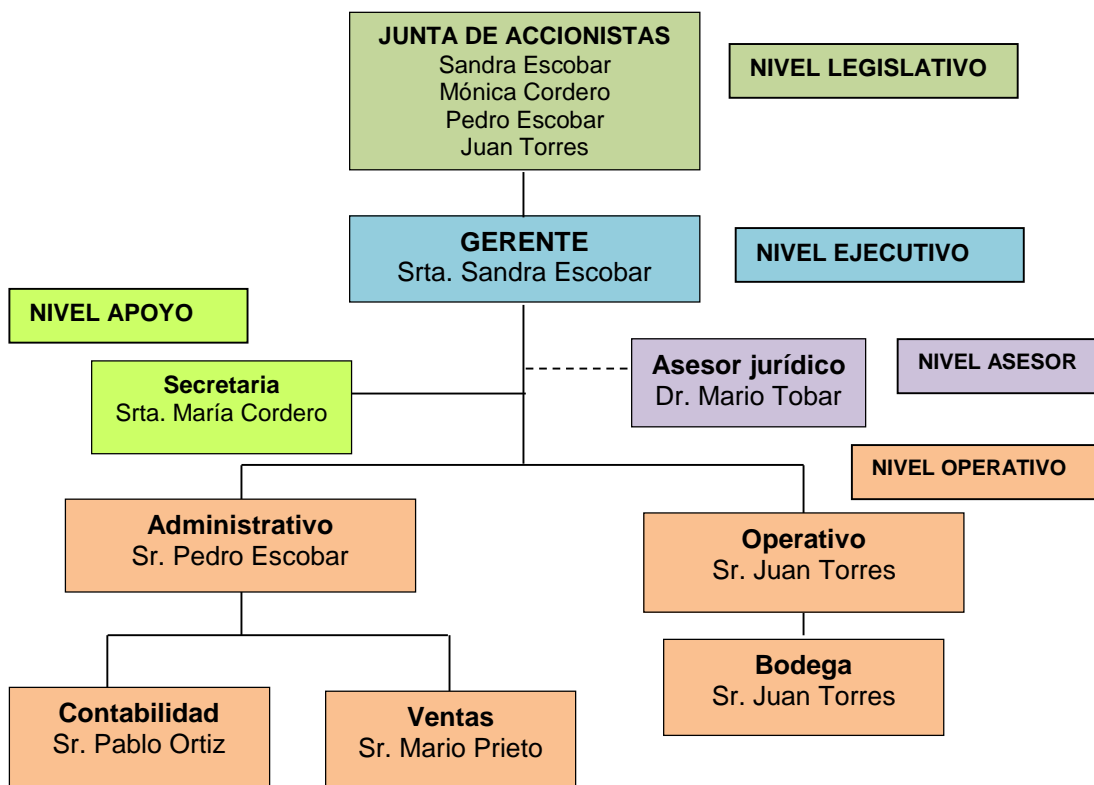 JUNTA DE ACCIONISTAS
Sandra Escobar
Mónica Cordero
Pedro Escobar
Juan Torres
NIVEL LEGISLATIVO
GERENTE
Srta. Sandra Escobar
NIVEL EJECUTIVO
NIVEL APOYO
Secretaria
Srta. María Cordero
Asesor jurídico
Dr. Mario Tobar
NIVEL ASESOR
NIVEL OPERATIVO
Administrativo
Sr. Pedro Escobar
Operativo
Sr. Juan Torres
Contabilidad
Sr. Pablo Ortiz
Ventas
Sr. Mario Prieto
Bodega
Sr. Juan Torres